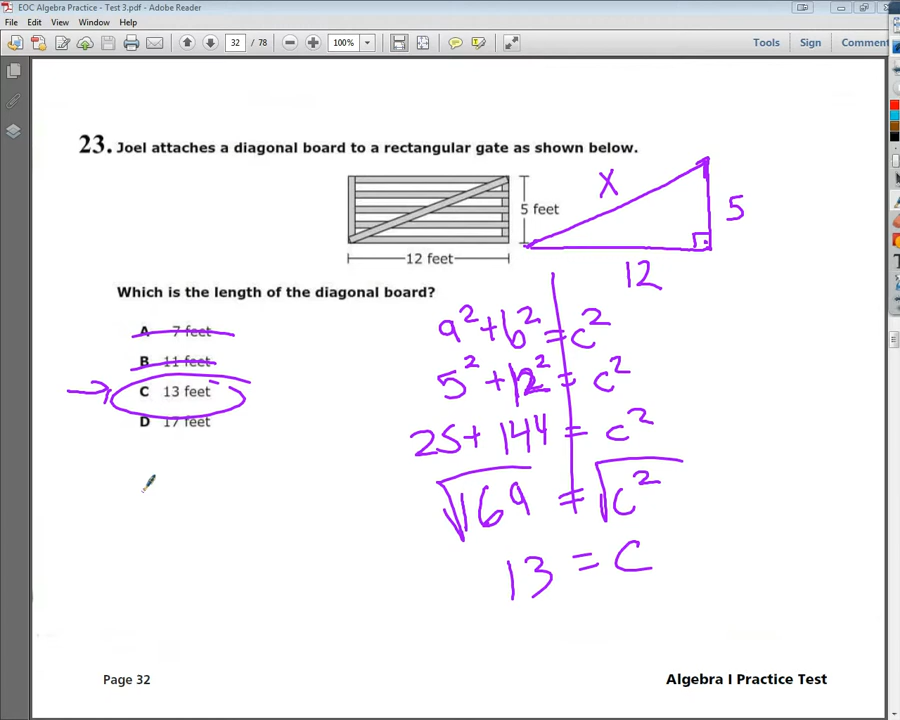 EOC Algebra Practice - Test 3.pdf - Adobe Reader
File Edit View Window Help
32 / 78 100% Tools Sign Comment
23. Joel attaches a diagonal board to a rectangular gate as shown below.
X
5 feet
5
12 feet
12
Which is the length of the diagonal board?
A 7 feet
B 11 feet
C 13 feet
D 17 feet
a² + b² = c²
5² + 12² = c²
25 + 144 = c²
√169 = √c²
13 = C
Page 32
Algebra I Practice Test